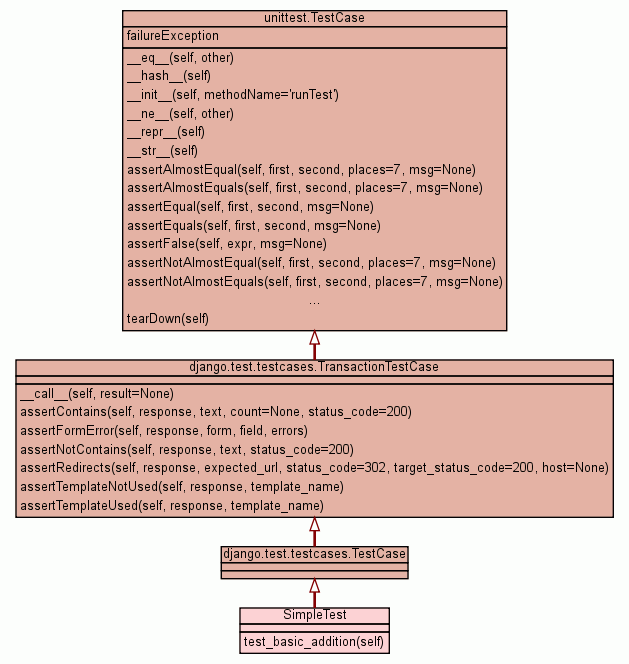 unittest.TestCase
failureException
__eq__(self, other)
__hash__(self)
__init__(self, methodName='runTest')
__ne__(self, other)
__repr__(self)
__str__(self)
assertAlmostEqual(self, first, second, places=7, msg=None)
assertAlmostEquals(self, first, second, places=7, msg=None)
assertEqual(self, first, second, msg=None)
assertEquals(self, first, second, msg=None)
assertFalse(self, expr, msg=None)
assertNotAlmostEqual(self, first, second, places=7, msg=None)
assertNotAlmostEquals(self, first, second, places=7, msg=None)
...
tearDown(self)
django.test.testcases.TransactionTestCase
__call__(self, result=None)
assertContains(self, response, text, count=None, status_code=200)
assertFormError(self, response, form, field, errors)
assertNotContains(self, response, text, status_code=200)
assertRedirects(self, response, expected_url, status_code=302, target_status_code=200, host=None)
assertTemplateNotUsed(self, response, template_name)
assertTemplateUsed(self, response, template_name)
django.test.testcases.TestCase
SimpleTest
test_basic_addition(self)